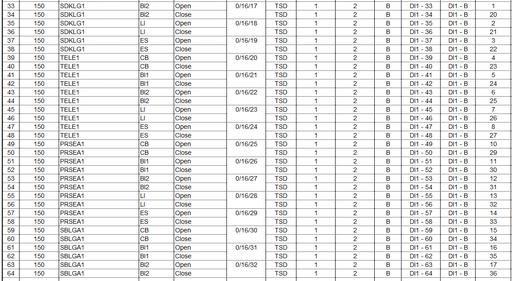 33 150 SDKLG1 BI2 Open 0/16/17 TSD 1 2 B DI1 - 33 DI1 - B 1
34 150 SDKLG1 BI2 Close TSD 1 2 B DI1 - 34 DI1 - B 20
35 150 SDKLG1 LI Open 0/16/18 TSD 1 2 B DI1 - 35 DI1 - B 2
36 150 SDKLG1 LI Close TSD 1 2 B DI1 - 36 DI1 - B 21
37 150 SDKLG1 ES Open 0/16/19 TSD 1 2 B DI1 - 37 DI1 - B 3
38 150 SDKLG1 ES Close TSD 1 2 B DI1 - 38 DI1 - B 22
39 150 TELE1 CB Open 0/16/20 TSD 1 2 B DI1 - 39 DI1 - B 4
40 150 TELE1 CB Close TSD 1 2 B DI1 - 40 DI1 - B 23
41 150 TELE1 BI1 Open 0/16/21 TSD 1 2 B DI1 - 41 DI1 - B 5
42 150 TELE1 BI1 Close TSD 1 2 B DI1 - 42 DI1 - B 24
43 150 TELE1 BI2 Open 0/16/22 TSD 1 2 B DI1 - 43 DI1 - B 6
44 150 TELE1 BI2 Close TSD 1 2 B DI1 - 44 DI1 - B 25
45 150 TELE1 LI Open 0/16/23 TSD 1 2 B DI1 - 45 DI1 - B 7
46 150 TELE1 LI Close TSD 1 2 B DI1 - 46 DI1 - B 26
47 150 TELE1 ES Open 0/16/24 TSD 1 2 B DI1 - 47 DI1 - B 8
48 150 TELE1 ES Close TSD 1 2 B DI1 - 48 DI1 - B 27
49 150 PRSEA1 CB Open 0/16/25 TSD 1 2 B DI1 - 49 DI1 - B 10
50 150 PRSEA1 CB Close TSD 1 2 B DI1 - 50 DI1 - B 29
51 150 PRSEA1 BI1 Open 0/16/26 TSD 1 2 B DI1 - 51 DI1 - B 11
52 150 PRSEA1 BI1 Close TSD 1 2 B DI1 - 52 DI1 - B 30
53 150 PRSEA1 BI2 Open 0/16/27 TSD 1 2 B DI1 - 53 DI1 - B 12
54 150 PRSEA1 BI2 Close TSD 1 2 B DI1 - 54 DI1 - B 31
55 150 PRSEA1 LI Open 0/16/28 TSD 1 2 B DI1 - 55 DI1 - B 13
56 150 PRSEA1 LI Close TSD 1 2 B DI1 - 56 DI1 - B 32
57 150 PRSEA1 ES Open 0/16/29 TSD 1 2 B DI1 - 57 DI1 - B 14
58 150 PRSEA1 ES Close TSD 1 2 B DI1 - 58 DI1 - B 33
59 150 SBLGA1 CB Open 0/16/30 TSD 1 2 B DI1 - 59 DI1 - B 15
60 150 SBLGA1 CB Close TSD 1 2 B DI1 - 60 DI1 - B 34
61 150 SBLGA1 BI1 Open 0/16/31 TSD 1 2 B DI1 - 61 DI1 - B 16
62 150 SBLGA1 BI1 Close TSD 1 2 B DI1 - 62 DI1 - B 35
63 150 SBLGA1 BI2 Open 0/16/32 TSD 1 2 B DI1 - 63 DI1 - B 17
64 150 SBLGA1 BI2 Close TSD 1 2 B DI1 - 64 DI1 - B 36